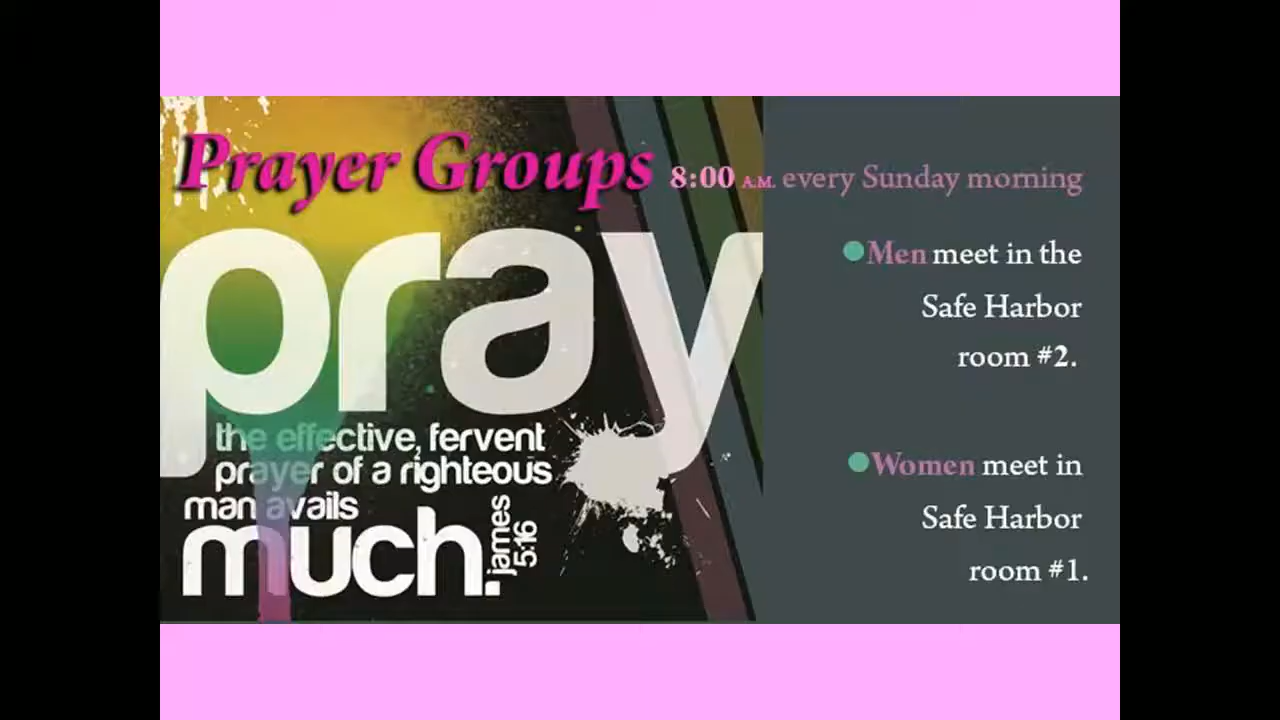 Prayer Groups 8:00 A.M. every Sunday morning
pray
the effective, fervent
prayer of a righteous
man avails
much.
james
5:16
Men meet in the
Safe Harbor
room #2.
Women meet in
Safe Harbor
room #1.